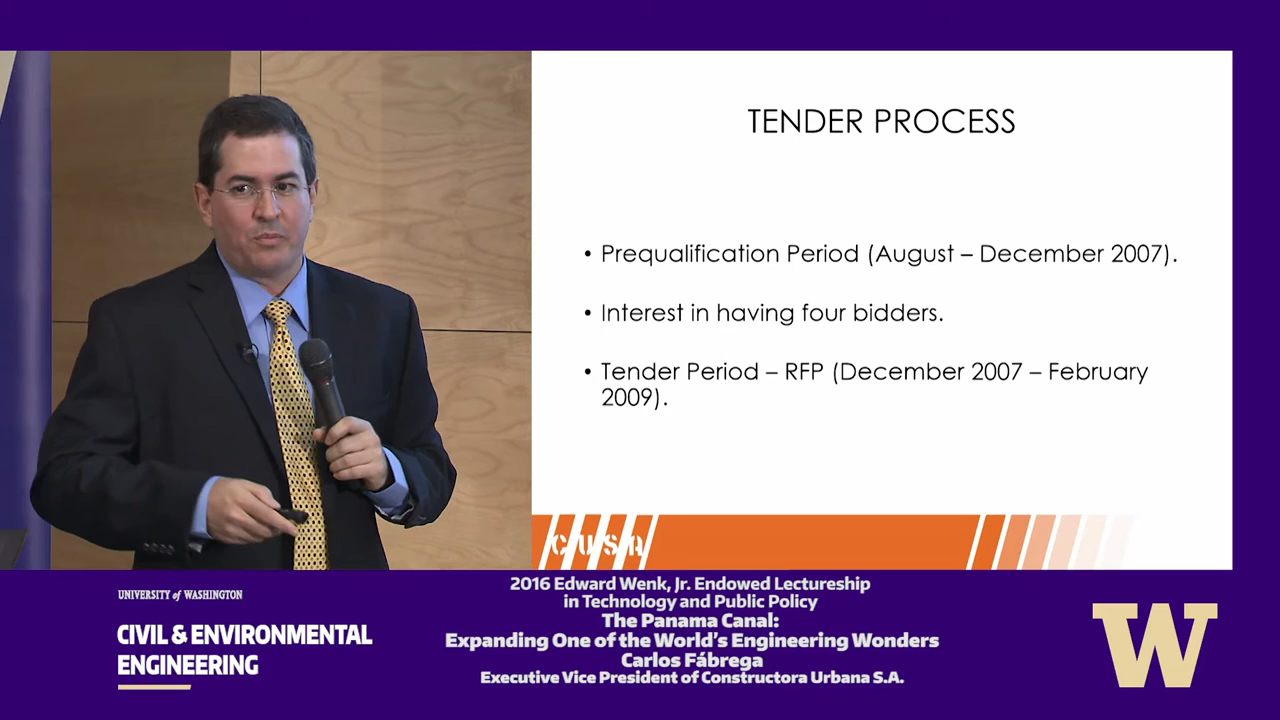 TENDER PROCESS
• Prequalification Period (August – December 2007).
• Interest in having four bidders.
• Tender Period – RFP (December 2007 – February
2009).
CUSA
UNIVERSITY of WASHINGTON
CIVIL & ENVIRONMENTAL
ENGINEERING
2016 Edward Wenk, Jr. Endowed Lectureship
in Technology and Public Policy
The Panama Canal:
Expanding One of the World's Engineering Wonders
Carlos Fábrega
Executive Vice President of Constructora Urbana S.A.
W